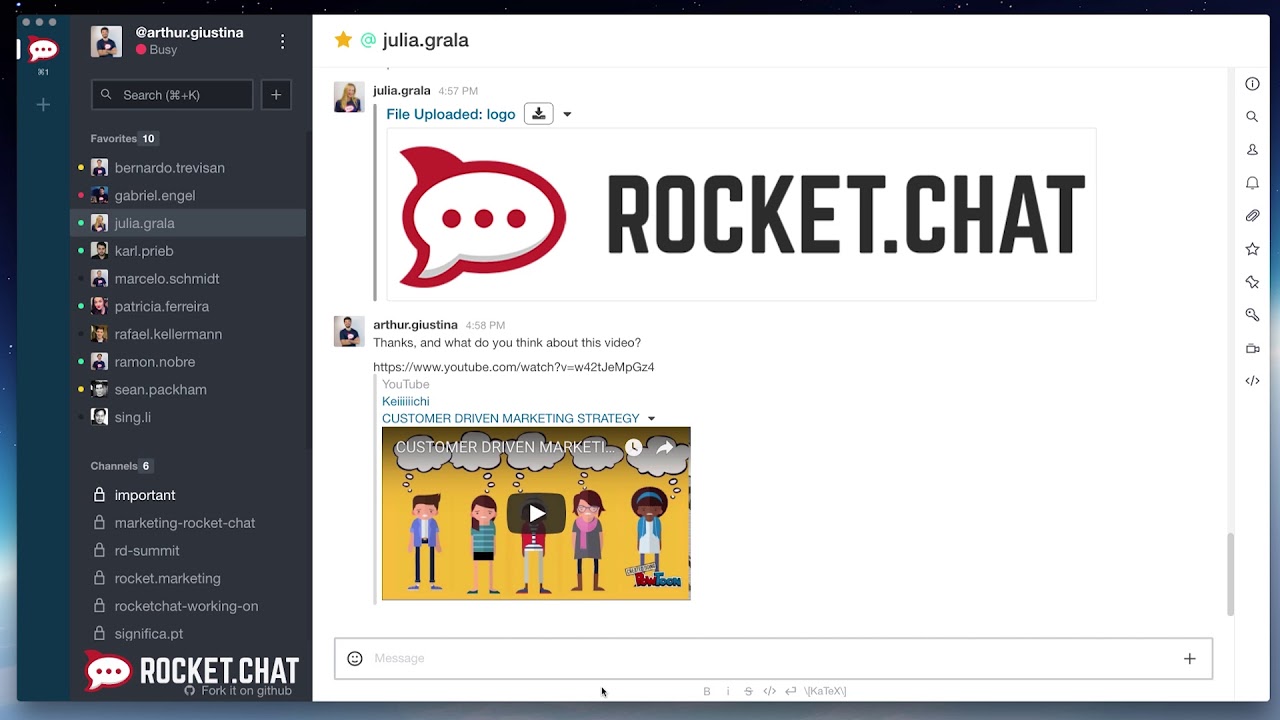 @arthur.giustina
Busy
⌘1
Search (⌘+K)
Favorites 10
bernardo.trevisan
gabriel.engel
julia.grala
karl.prieb
marcelo.schmidt
patricia.ferreira
rafael.kellermann
ramon.nobre
sean.packham
sing.li
Channels 6
important
marketing-rocket-chat
rd-summit
rocket.marketing
rocketchat-working-on
significa.pt
ROCKET.CHAT
Fork it on github
@ julia.grala
julia.grala 4:57 PM
File Uploaded: logo
ROCKET.CHAT
arthur.giustina 4:58 PM
Thanks, and what do you think about this video?
https://www.youtube.com/watch?v=w42tJeMpGz4
YouTube
Keiiiiiichi
CUSTOMER DRIVEN MARKETING STRATEGY
CUSTOMER DRIVEN MARKETI...
CREATED USING
POWTOON
Message
B i S </> \[KaTeX\]